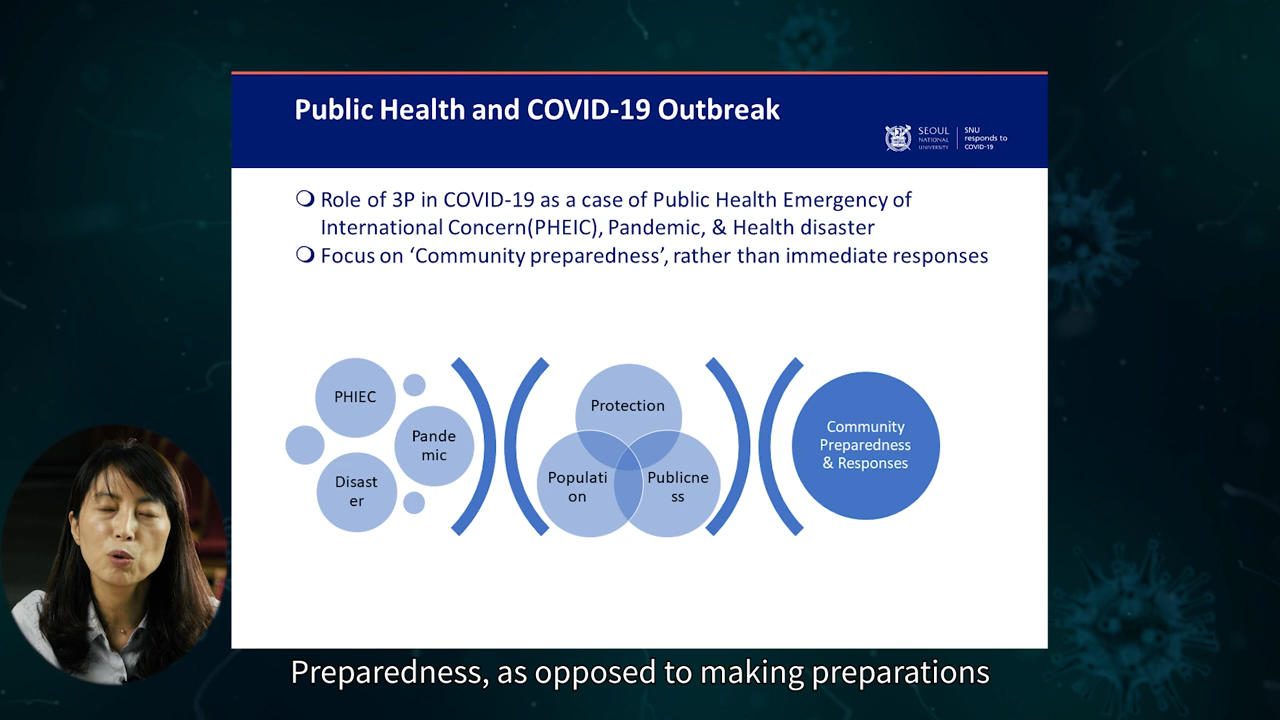 Public Health and COVID-19 Outbreak
SEOUL
NATIONAL
UNIVERSITY
SNU
responds to
COVID-19
Role of 3P in COVID-19 as a case of Public Health Emergency of
International Concern(PHEIC), Pandemic, & Health disaster
Focus on ‘Community preparedness’, rather than immediate responses
PHIEC
Pande
mic
Disast
er
Protection
Populati
on
Publicne
ss
Community
Preparedness
& Responses
Preparedness, as opposed to making preparations